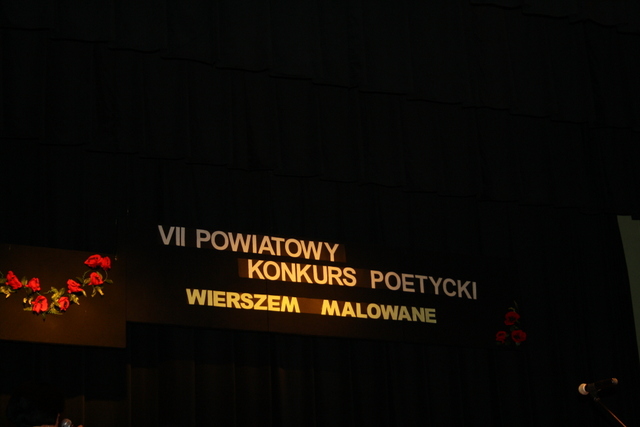 VII POWIATOWY
KONKURS POETYCKI
WIERSZEM MALOWANE